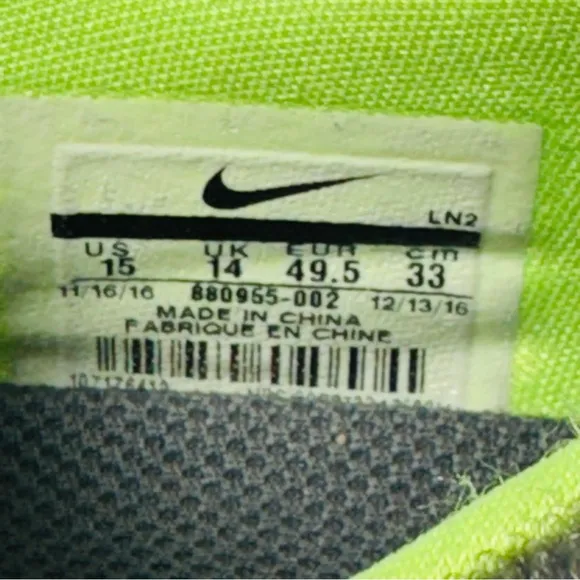 LN2
US UK EUR cm
15 14 49.5 33
11/16/16 880955-002 12/13/16
MADE IN CHINA
FABRIQUE EN CHINE